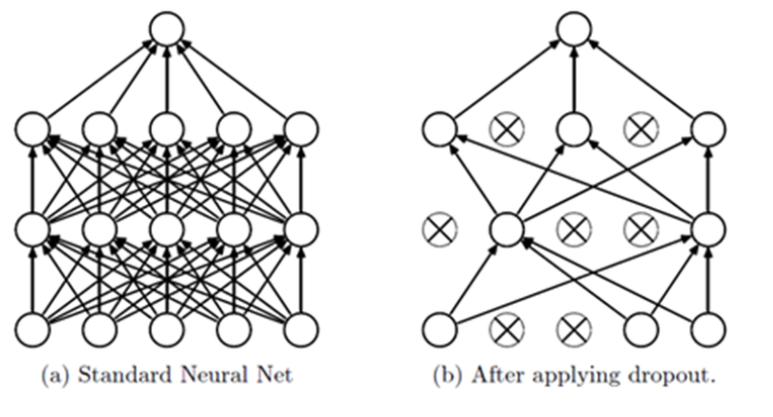 (a) Standard Neural Net
(b) After applying dropout.